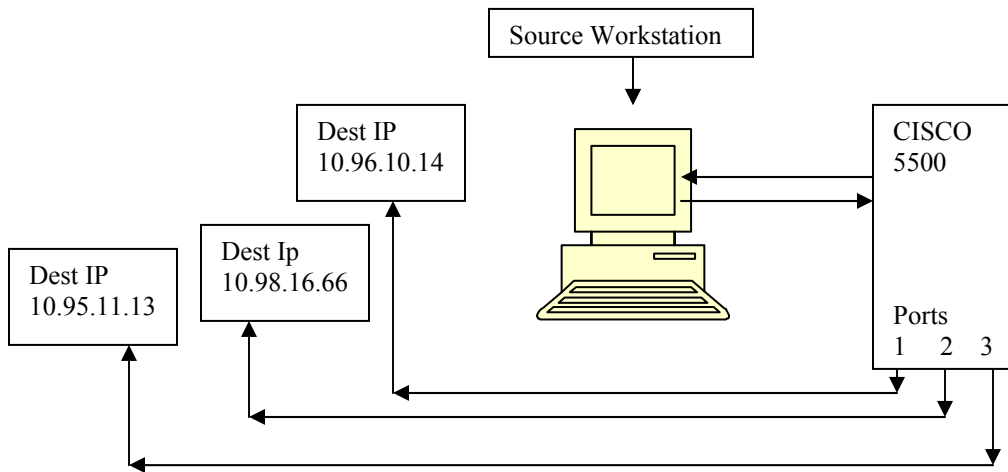 Source Workstation
Dest IP
10.96.10.14
CISCO
5500
Dest Ip
10.98.16.66
Dest IP
10.95.11.13
Ports
1 2 3